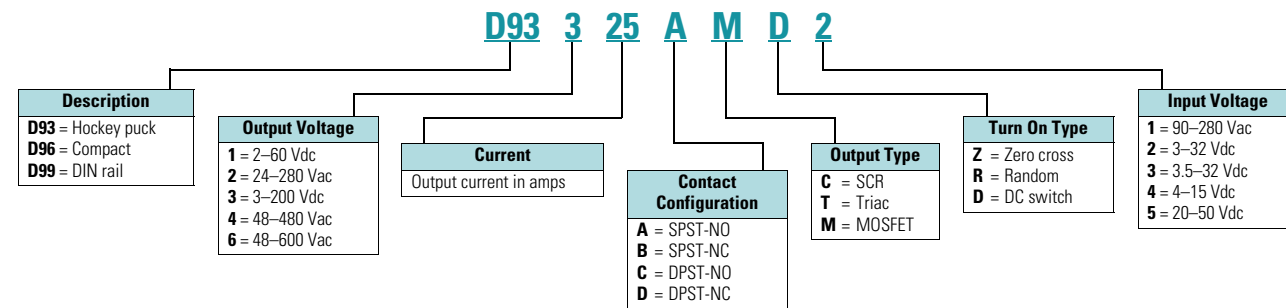 D93 3 25 A M D 2
Description
D93 = Hockey puck
D96 = Compact
D99 = DIN rail
Output Voltage
1 = 2–60 Vdc
2 = 24–280 Vac
3 = 3–200 Vdc
4 = 48–480 Vac
6 = 48–600 Vac
Current
Output current in amps
Contact
Configuration
A = SPST-NO
B = SPST-NC
C = DPST-NO
D = DPST-NC
Output Type
C = SCR
T = Triac
M = MOSFET
Turn On Type
Z = Zero cross
R = Random
D = DC switch
Input Voltage
1 = 90–280 Vac
2 = 3–32 Vdc
3 = 3.5–32 Vdc
4 = 4–15 Vdc
5 = 20–50 Vdc